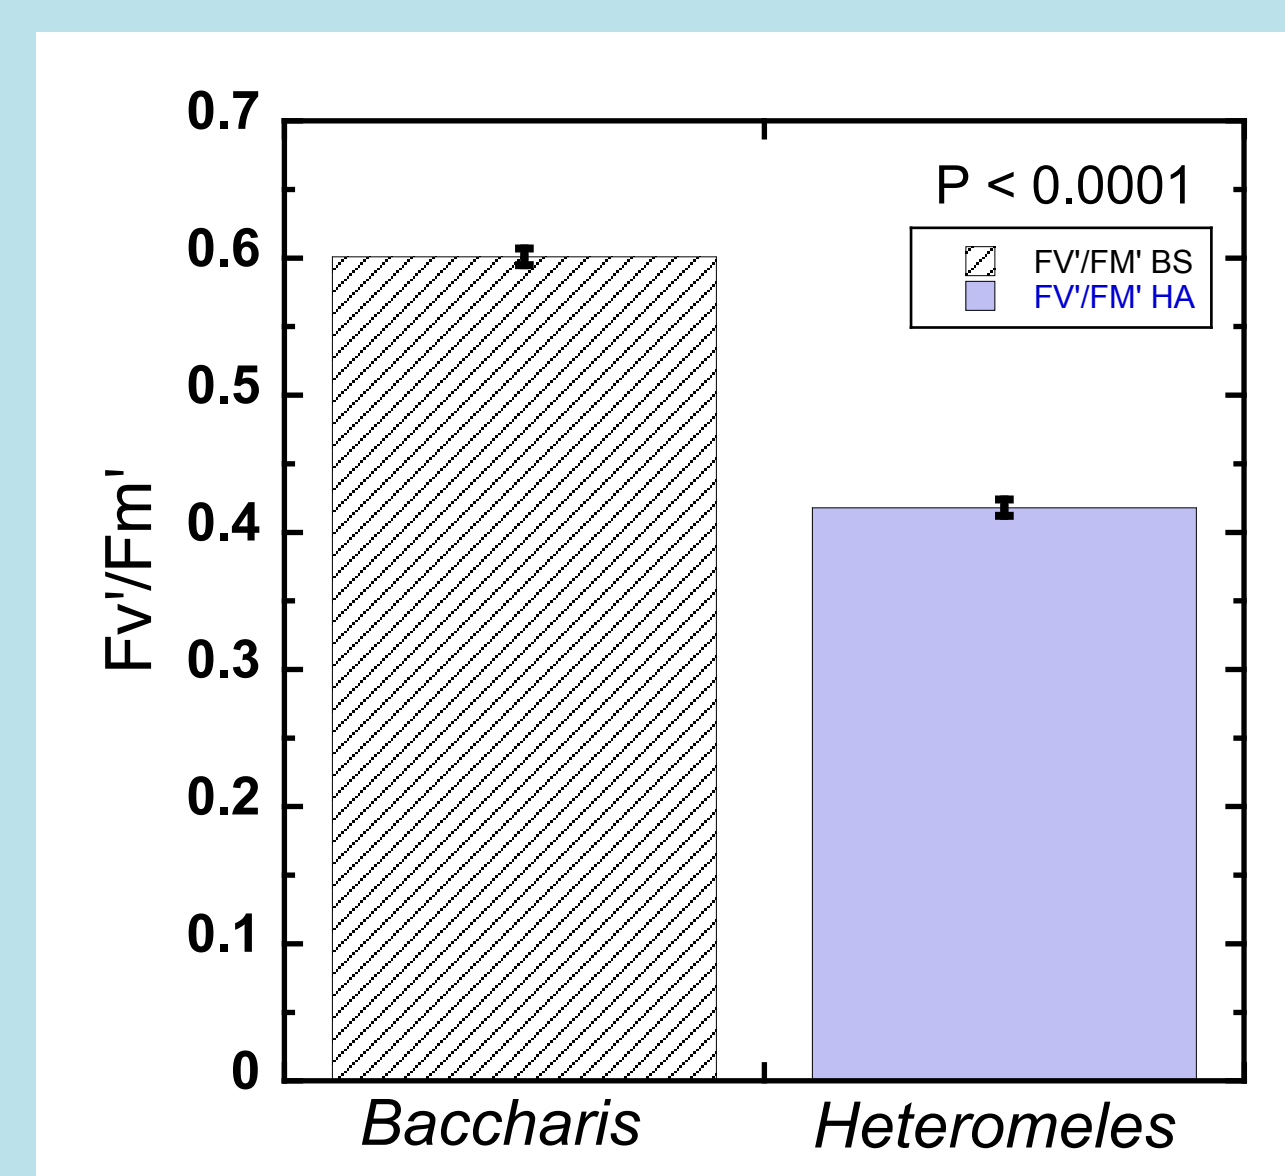 0.7
P < 0.0001
FV'/FM' BS
FV'/FM' HA
0.6
0.5
0.4
0.3
0.2
0.1
0
Fv'/Fm'
Baccharis
Heteromeles